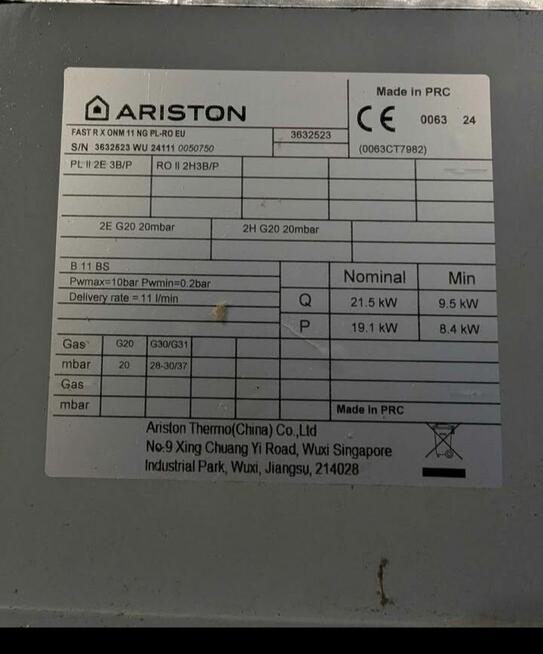 ARISTON
FAST R X ONM 11 NG PL-RO EU
S/N 3632523 WU 24111 0050750
3632523
Made in PRC
CE 0063 24
(0063CT7982)
PL II 2E 3B/P RO II 2H3B/P
2E G20 20mbar 2H G20 20mbar
B 11 BS
Pwmax=10bar Pwmin=0.2bar
Delivery rate = 11 l/min
Nominal Min
Q 21.5 kW 9.5 kW
P 19.1 kW 8.4 kW
Gas G20 G30/G31
mbar 20 28-30/37
Gas
mbar
Made in PRC
Ariston Thermo(China) Co.,Ltd
No.9 Xing Chuang Yi Road, Wuxi Singapore
Industrial Park, Wuxi, Jiangsu, 214028